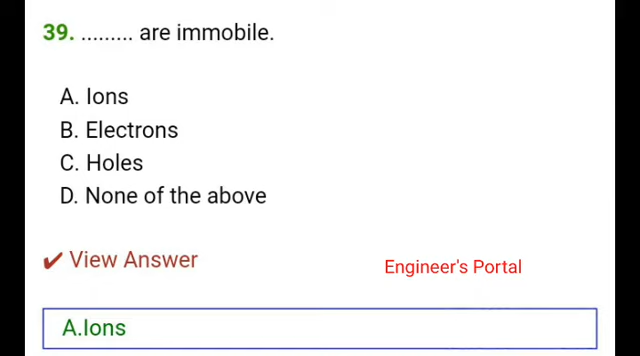 39. ......... are immobile.
A. Ions
B. Electrons
C. Holes
D. None of the above
✔ View Answer
Engineer's Portal
A.Ions